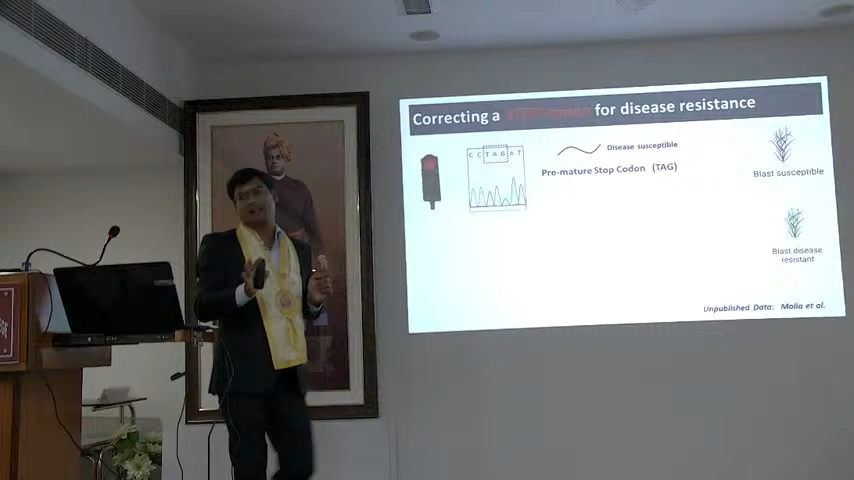 Correcting a for disease resistance
C C T A G A T
Disease susceptible
Pre-mature Stop Codon (TAG)
Blast susceptible
Blast disease
resistant
Unpublished Data: Molla et al.